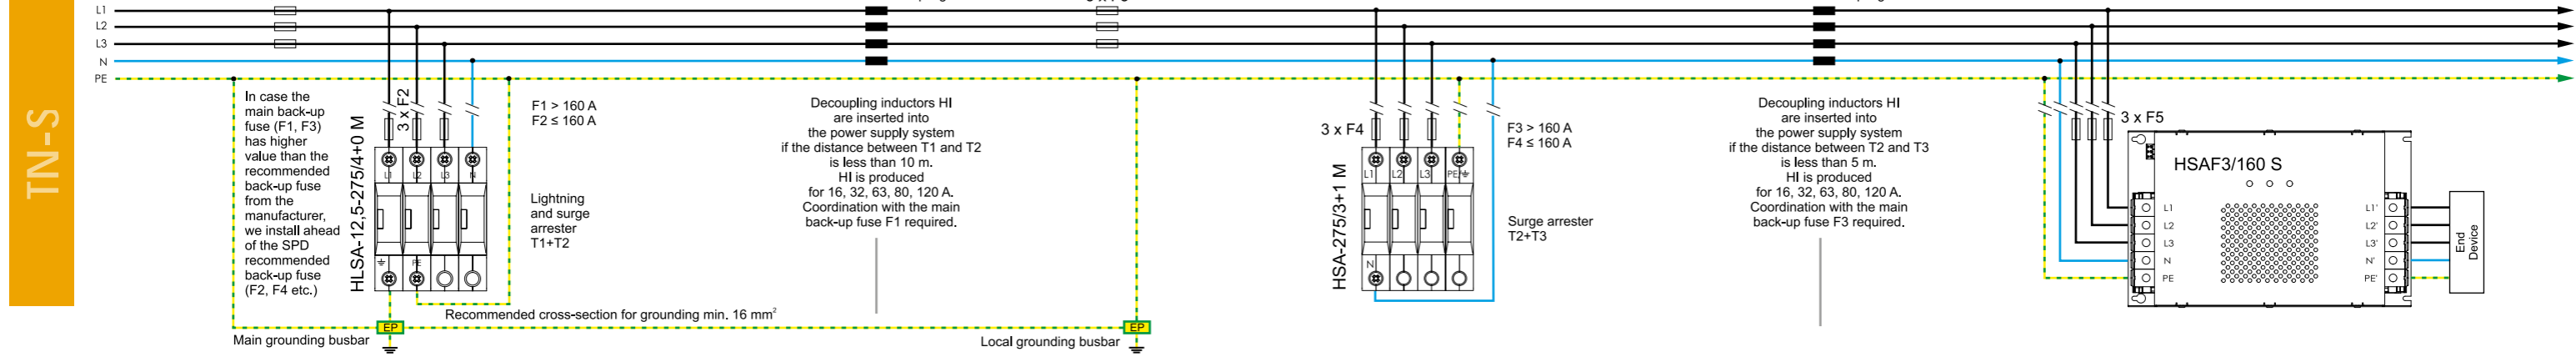 TN-S
L1
L2
L3
N
PE
In case the
main back-up
fuse (F1, F3)
has higher
value than the
recommended
back-up fuse
from the
manufacturer,
we install ahead
of the SPD
recommended
back-up fuse
(F2, F4 etc.)
HLSA-12,5-275/4+0 M
3 x F2
L1
L2
L3
N
PE
F1 > 160 A
F2 ≤ 160 A
Lightning
and surge
arrester
T1+T2
Recommended cross-section for grounding min. 16 mm²
EP
Main grounding busbar
Decoupling inductors HI
are inserted into
the power supply system
if the distance between T1 and T2
is less than 10 m.
HI is produced
for 16, 32, 63, 80, 120 A.
Coordination with the main
back-up fuse F1 required.
EP
Local grounding busbar
3 x F4
HSA-275/3+1 M
L1
L2
L3
PE/
N
F3 > 160 A
F4 ≤ 160 A
Surge arrester
T2+T3
Decoupling inductors HI
are inserted into
the power supply system
if the distance between T2 and T3
is less than 5 m.
HI is produced
for 16, 32, 63, 80, 120 A.
Coordination with the main
back-up fuse F3 required.
3 x F5
HSAF3/160 S
L1
L2
L3
N
PE
L1'
L2'
L3'
N'
PE'
End
Device